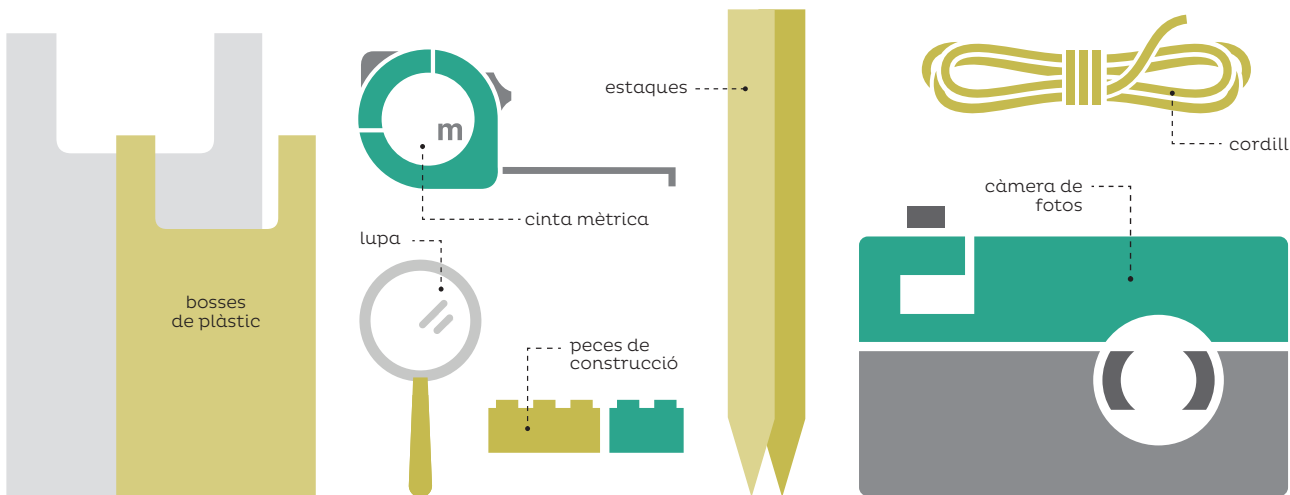 bosses
de plàstic
m
cinta mètrica
lupa
peces de
construcció
estaques
cordill
càmera de
fotos